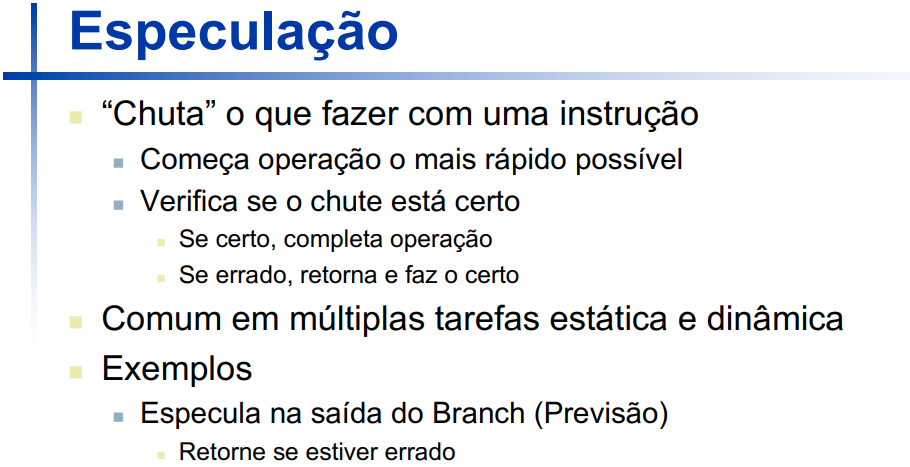 Especulação
“Chuta” o que fazer com uma instrução
Começa operação o mais rápido possível
Verifica se o chute está certo
Se certo, completa operação
Se errado, retorna e faz o certo
Comum em múltiplas tarefas estática e dinâmica
Exemplos
Especula na saída do Branch (Previsão)
Retorne se estiver errado